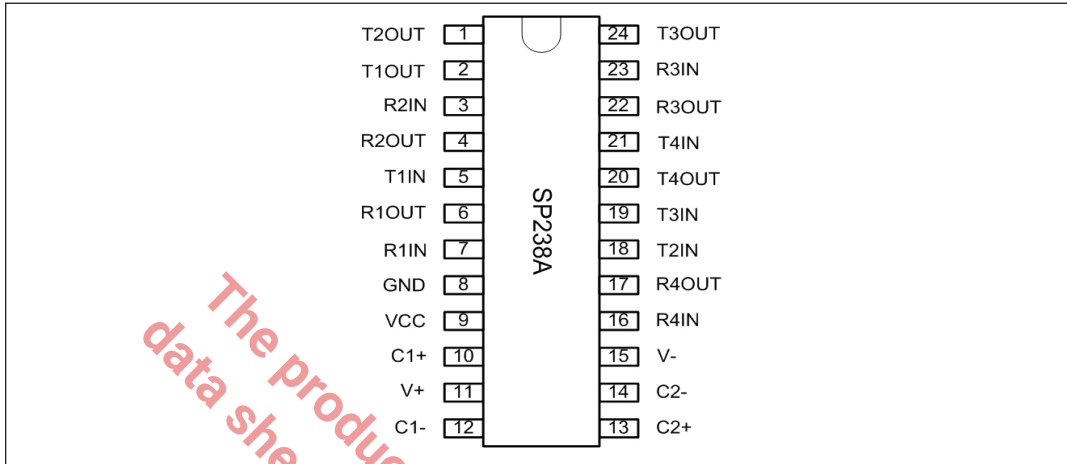 T2OUT 1 24 T3OUT
T1OUT 2 23 R3IN
R2IN 3 22 R3OUT
R2OUT 4 21 T4IN
T1IN 5 20 T4OUT
R1OUT 6 19 T3IN
R1IN 7 18 T2IN
GND 8 17 R4OUT
VCC 9 16 R4IN
C1+ 10 15 V-
V+ 11 14 C2-
C1- 12 13 C2+
SP238A
The
data